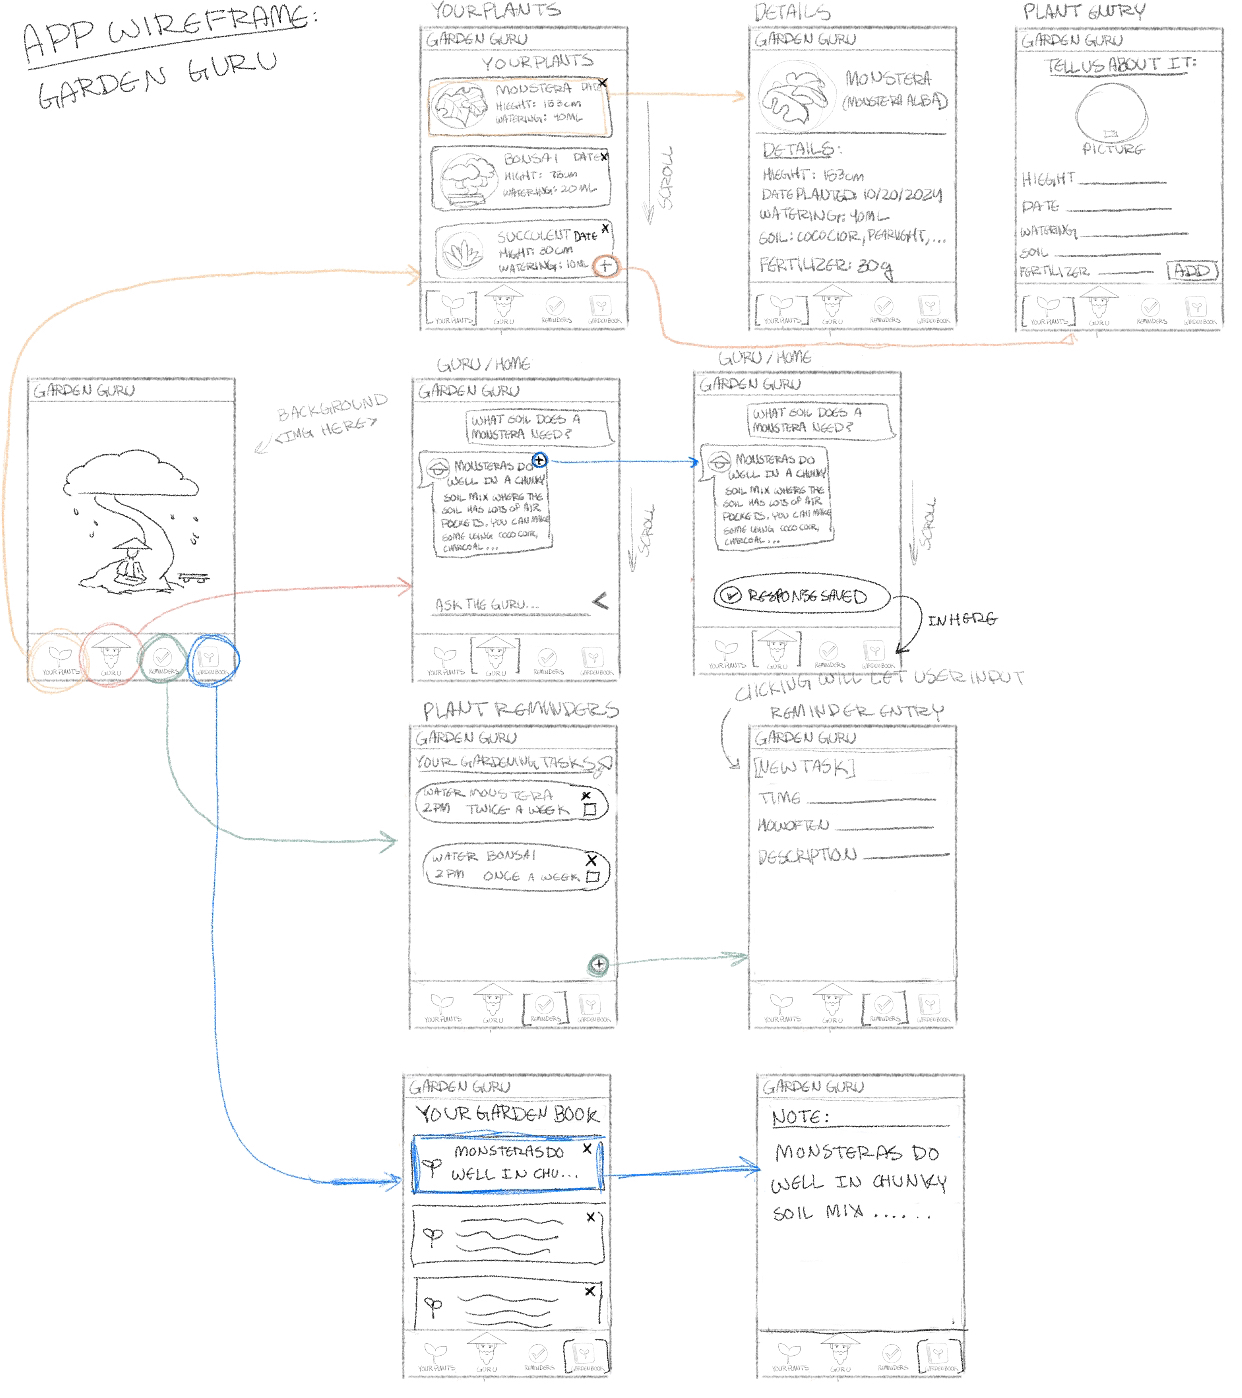 APP WIREFRAME:
GARDEN GURU
YOUR PLANTS
GARDEN GURU
YOUR PLANTS
MONSTERA DATE X
HIEGHT: 153cm
WATERING: 40ML
BONSAI DATE X
HIGHT: 78cm
WATERING: 20ML
SUCCULENT DATE X
HIGHT: 30cm
WATERING: 10ML +
YOUR PLANTS GURU REMINDERS GARDEN BOOK
SCROLL
DETAILS
GARDEN GURU
MONSTERA
(MONSTERA ALBA)
DETAILS:
HIEGHT: 153cm
DATE PLANTED: 10/20/2024
WATERING: 40ML
SOIL: COCO CIOR, PEARLIGHT,...
FERTILIZER: 30g
YOUR PLANTS GURU REMINDERS GARDEN BOOK
PLANT ENTRY
GARDEN GURU
TELL US ABOUT IT:
PICTURE
HIEGHT
DATE
WATERING
SOIL
FERTILIZER ADD
YOUR PLANTS GURU REMINDERS GARDEN BOOK
GARDEN GURU
YOUR PLANTS GURU REMINDERS GARDEN BOOK
BACKGROUND
<IMG HERE>
GURU / HOME
GARDEN GURU
WHAT SOIL DOES A
MONSTERA NEED?
MONSTERAS DO +
WELL IN A CHUNKY
SOIL MIX WHERE THE
SOIL HAS LOTS OF AIR
POCKETS. YOU CAN MAKE
SOME USING COCO COIR,
CHARCOAL...
ASK THE GURU... <
YOUR PLANTS GURU REMINDERS GARDEN BOOK
SCROLL
GURU / HOME
GARDEN GURU
WHAT SOIL DOES A
MONSTERA NEED?
MONSTERAS DO
WELL IN A CHUNKY
SOIL MIX WHERE THE
SOIL HAS LOTS OF AIR
POCKETS, YOU CAN MAKE
SOME USING COCO COIR,
CHARCOAL...
RESPONSE SAVED
YOUR PLANTS GURU REMINDERS GARDEN BOOK
SCROLL
IN HERE
PLANT REMINDERS
GARDEN GURU
YOUR GARDENING TASKS
WATER MONSTERA X
2PM TWICE A WEEK
WATER BONSAI X
2PM ONCE A WEEK
+
YOUR PLANTS GURU REMINDERS GARDEN BOOK
CLICKING WILL LET USER INPUT
REMINDER ENTRY
GARDEN GURU
[NEW TASK]
TIME
HOW OFTEN
DESCRIPTION
YOUR PLANTS GURU REMINDERS GARDEN BOOK
GARDEN GURU
YOUR GARDEN BOOK
MONSTERAS DO X
WELL IN CHU...
X
X
YOUR PLANTS GURU REMINDERS GARDEN BOOK
GARDEN GURU
NOTE:
MONSTERAS DO
WELL IN CHUNKY
SOIL MIX ......
YOUR PLANTS GURU REMINDERS GARDEN BOOK